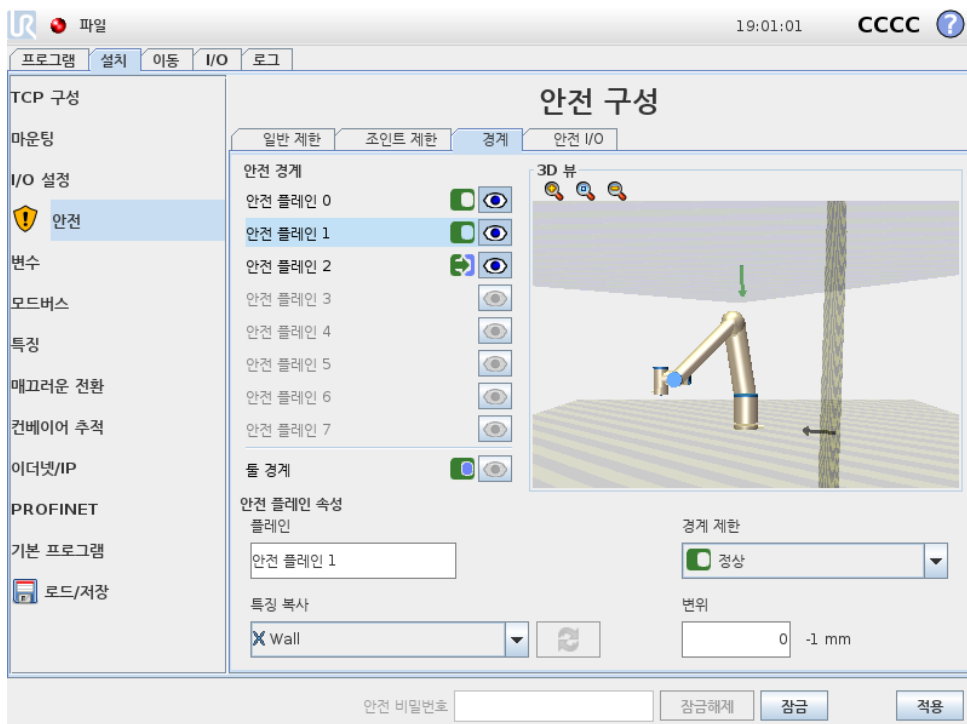 UR 파일 19:01:01 CCCC ?
프로그램 설치 이동 I/O 로그
TCP 구성
마운팅
I/O 설정
안전
변수
모드버스
특징
매끄러운 전환
컨베이어 추적
이더넷/IP
PROFINET
기본 프로그램
로드/저장
안전 구성
일반 제한 조인트 제한 경계 안전 I/O
안전 경계
안전 플레인 0
안전 플레인 1
안전 플레인 2
안전 플레인 3
안전 플레인 4
안전 플레인 5
안전 플레인 6
안전 플레인 7
툴 경계
3D 뷰
안전 플레인 속성
플레인
안전 플레인 1
경계 제한
정상
특징 복사
Wall
변위
0 -1 mm
안전 비밀번호 잠금해제 잠금 적용